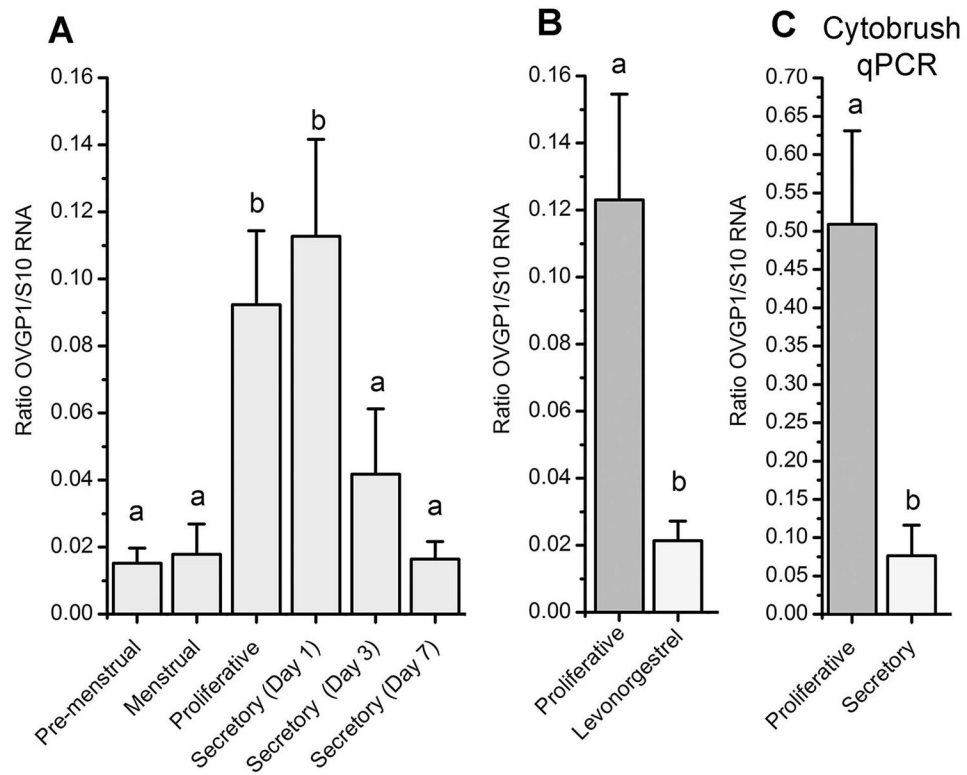 A
Ratio OVGP1/S10 RNA
0.16
0.14
0.12
0.10
0.08
0.06
0.04
0.02
0.00
a
a
b
b
a
a
Pre-menstrual
Menstrual
Proliferative
Secretory (Day 1)
Secretory (Day 3)
Secretory (Day 7)
B
Ratio OVGP1/S10 RNA
0.16
0.14
0.12
0.10
0.08
0.06
0.04
0.02
0.00
a
b
Proliferative
Levonorgestrel
C Cytobrush
qPCR
Ratio OVGP1/S10 RNA
0.70
0.65
0.60
0.55
0.50
0.45
0.40
0.35
0.30
0.25
0.20
0.15
0.10
0.05
0.00
a
b
Proliferative
Secretory